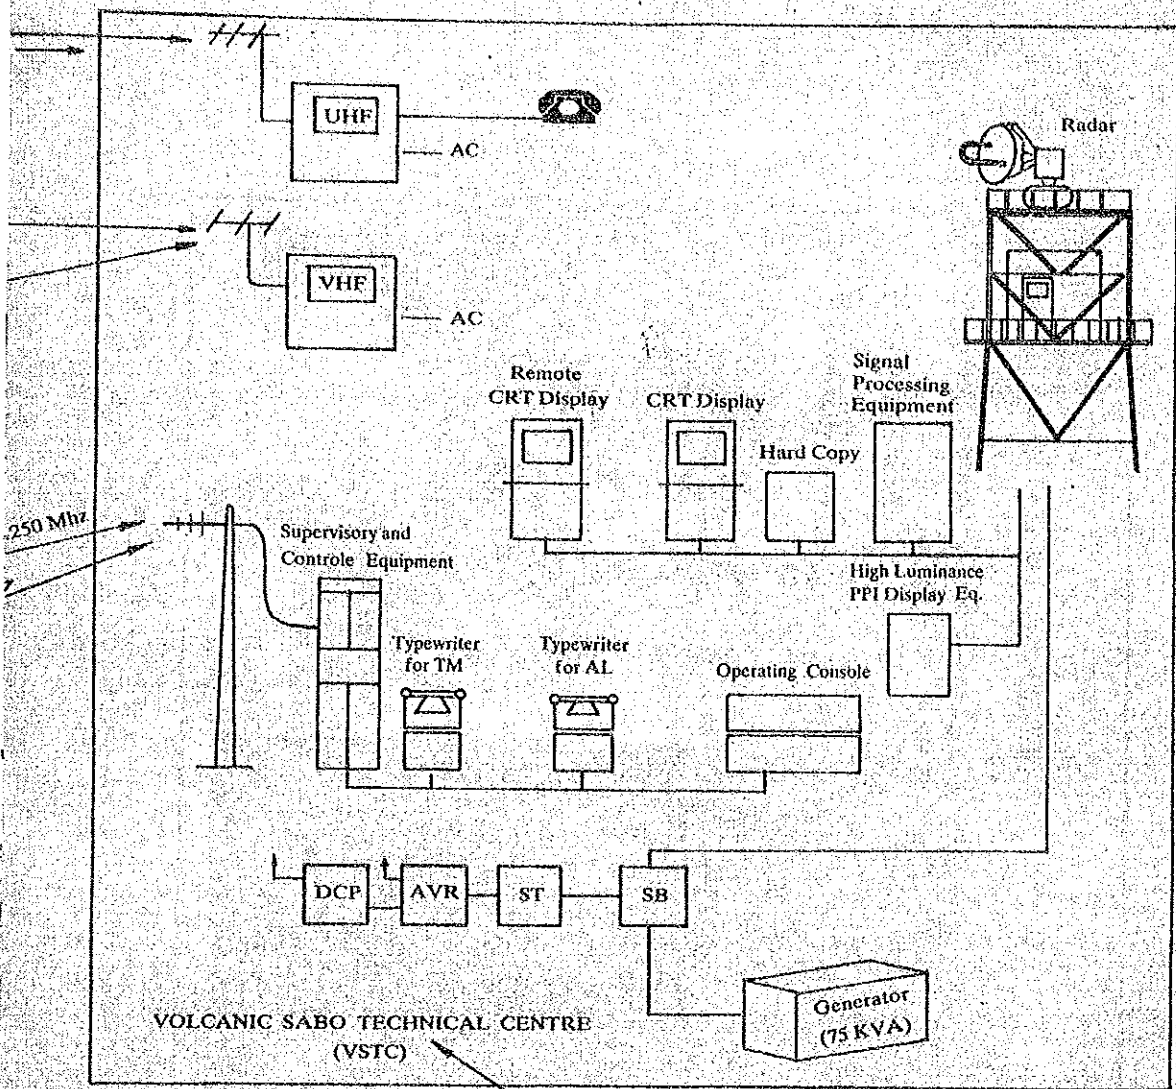 UHF
AC
Radar
VHF
AC
Remote
CRT Display
CRT Display
Hard Copy
Signal
Processing
Equipment
250 Mhz
Supervisory and
Controle Equipment
High Luminance
PPI Display Eq.
Typewriter
for TM
Typewriter
for AL
Operating Console
DCP
AVR
ST
SB
Generator
(75 KVA)
VOLCANIC SABO TECHNICAL CENTRE
(VSTC)